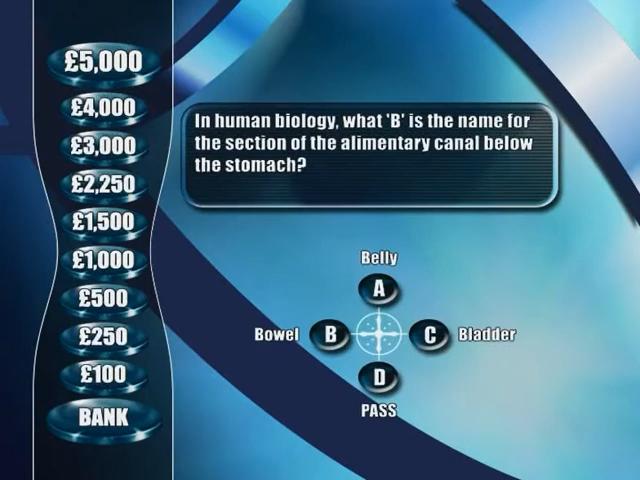 £5,000
£4,000
£3,000
£2,250
£1,500
£1,000
£500
£250
£100
BANK
In human biology, what 'B' is the name for
the section of the alimentary canal below
the stomach?
Belly
A
Bowel B
C Bladder
D
PASS